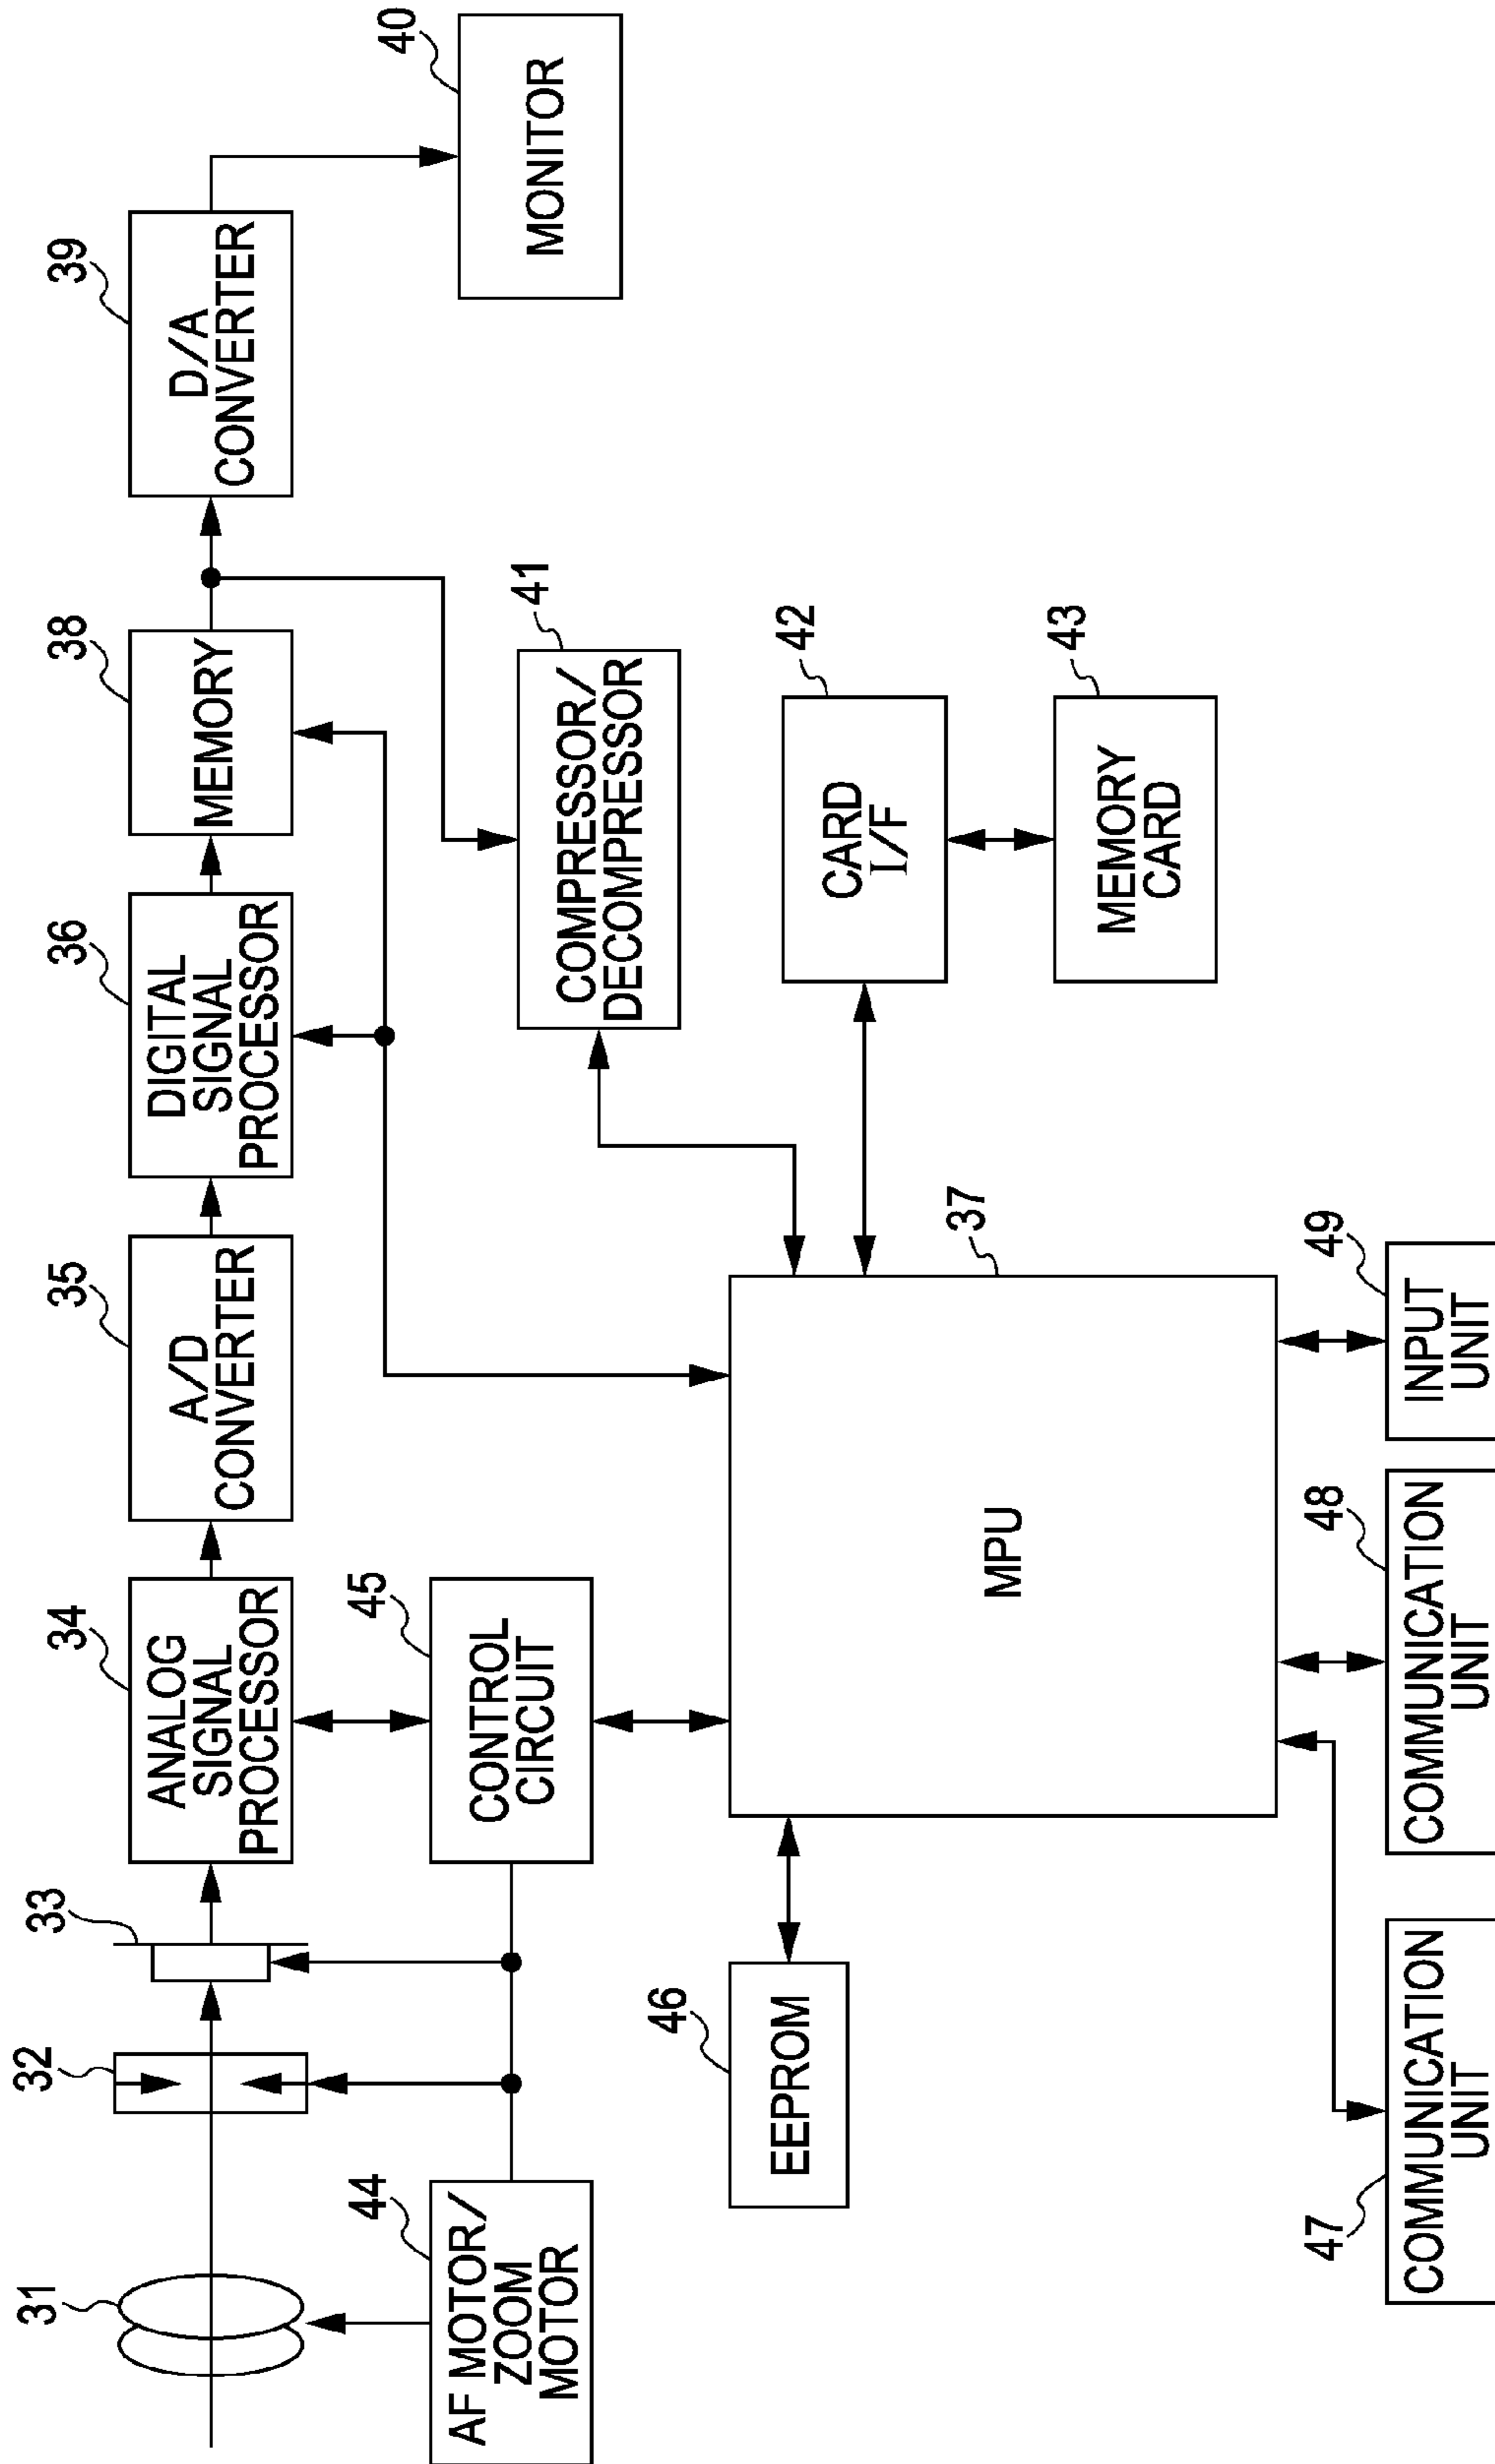 31
32
33
34
ANALOG
SIGNAL
PROCESSOR
35
A/D
CONVERTER
36
DIGITAL
SIGNAL
PROCESSOR
38
MEMORY
39
D/A
CONVERTER
40
MONITOR
44
AF MOTOR/
ZOOM
MOTOR
45
CONTROL
CIRCUIT
41
COMPRESSOR/
DECOMPRESSOR
46
EEPROM
37
MPU
42
CARD
I/F
43
MEMORY
CARD
47
COMMUNICATION
UNIT
48
COMMUNICATION
UNIT
49
INPUT
UNIT